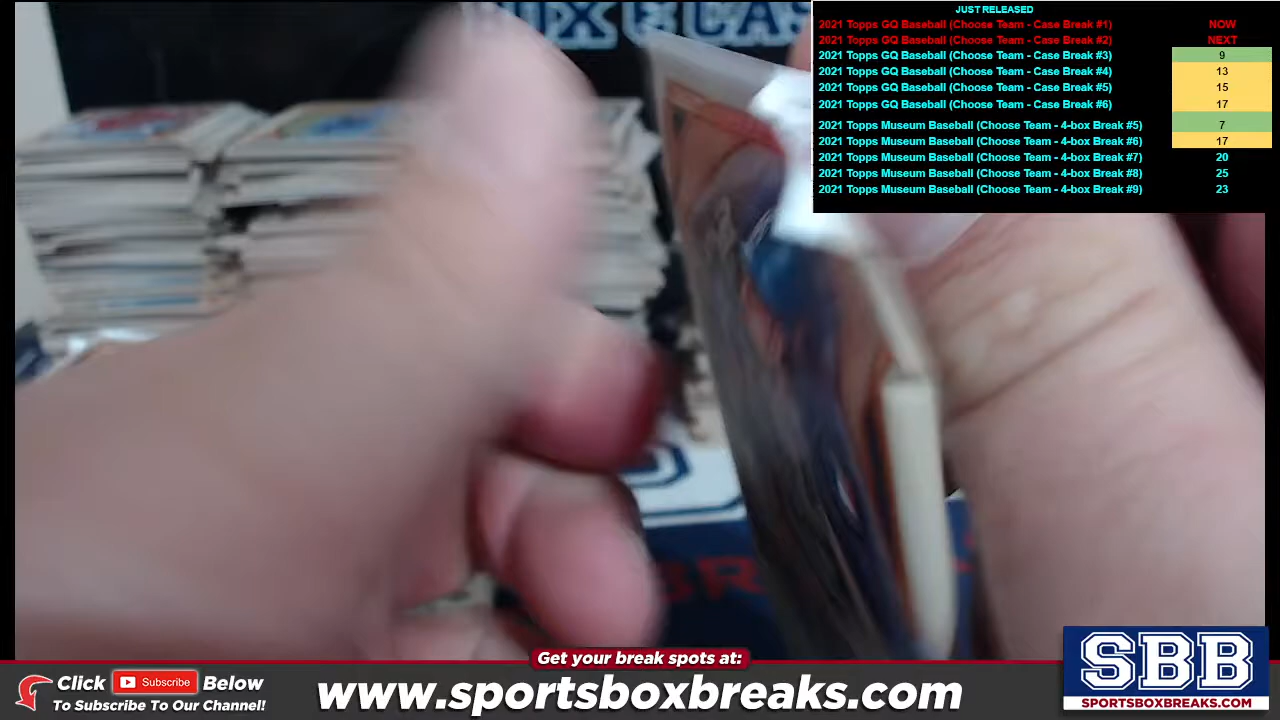 JUST RELEASED
2021 Topps GQ Baseball (Choose Team - Case Break #1) NOW
2021 Topps GQ Baseball (Choose Team - Case Break #2) NEXT
2021 Topps GQ Baseball (Choose Team - Case Break #3) 9
2021 Topps GQ Baseball (Choose Team - Case Break #4) 13
2021 Topps GQ Baseball (Choose Team - Case Break #5) 15
2021 Topps GQ Baseball (Choose Team - Case Break #6) 17
2021 Topps Museum Baseball (Choose Team - 4-box Break #5) 7
2021 Topps Museum Baseball (Choose Team - 4-box Break #6) 17
2021 Topps Museum Baseball (Choose Team - 4-box Break #7) 20
2021 Topps Museum Baseball (Choose Team - 4-box Break #8) 25
2021 Topps Museum Baseball (Choose Team - 4-box Break #9) 23
Get your break spots at:
Click Subscribe Below
To Subscribe To Our Channel!
www.sportsboxbreaks.com
SBB
SPORTSBOXBREAKS.COM